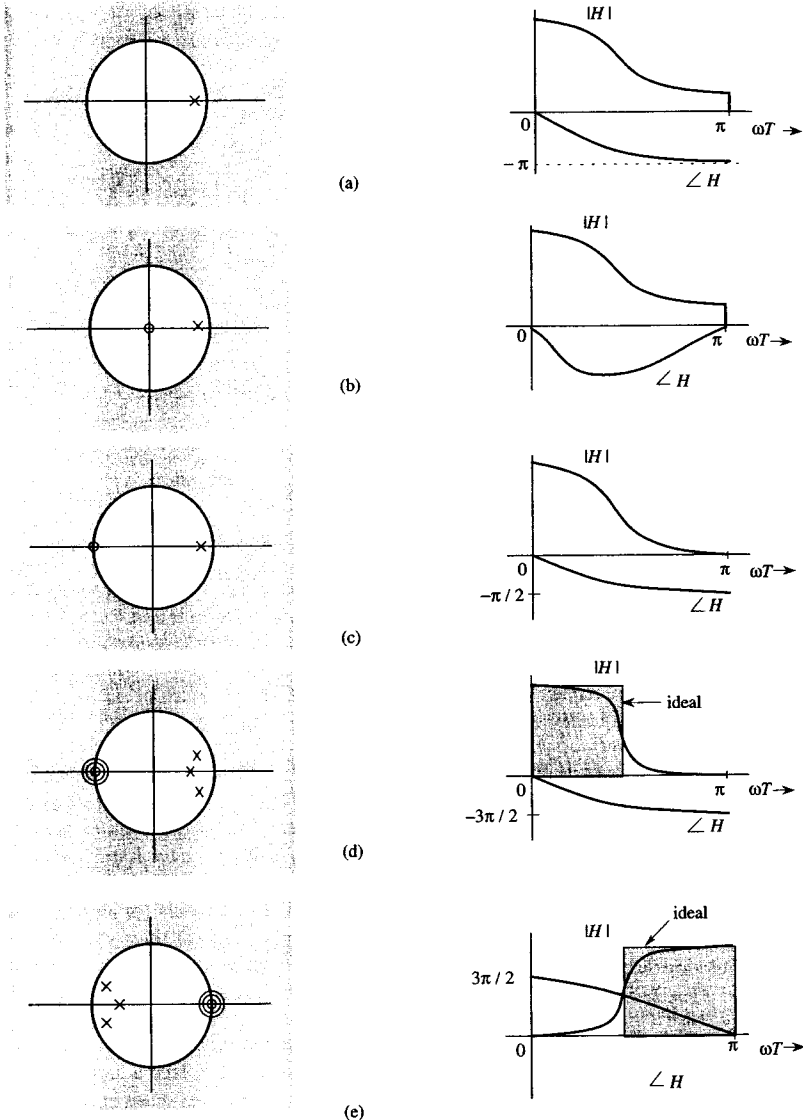 |H|
0
π
ωT
−π
∠H
(a)
|H|
0
π
ωT
∠H
(b)
|H|
0
π
ωT
−π / 2
∠H
(c)
|H|
ideal
0
π
ωT
−3π / 2
∠H
(d)
ideal
|H|
3π / 2
0
π
ωT
∠H
(e)